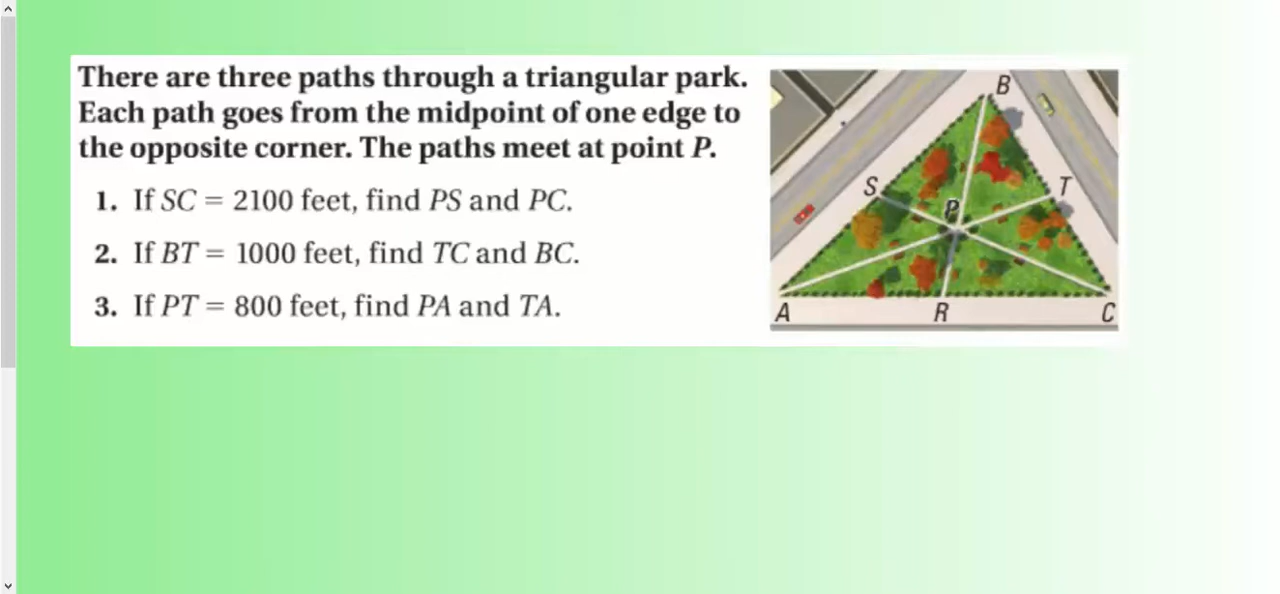 There are three paths through a triangular park.
Each path goes from the midpoint of one edge to
the opposite corner. The paths meet at point P.
1. If SC = 2100 feet, find PS and PC.
2. If BT = 1000 feet, find TC and BC.
3. If PT = 800 feet, find PA and TA.
B
S
T
P
A
R
C